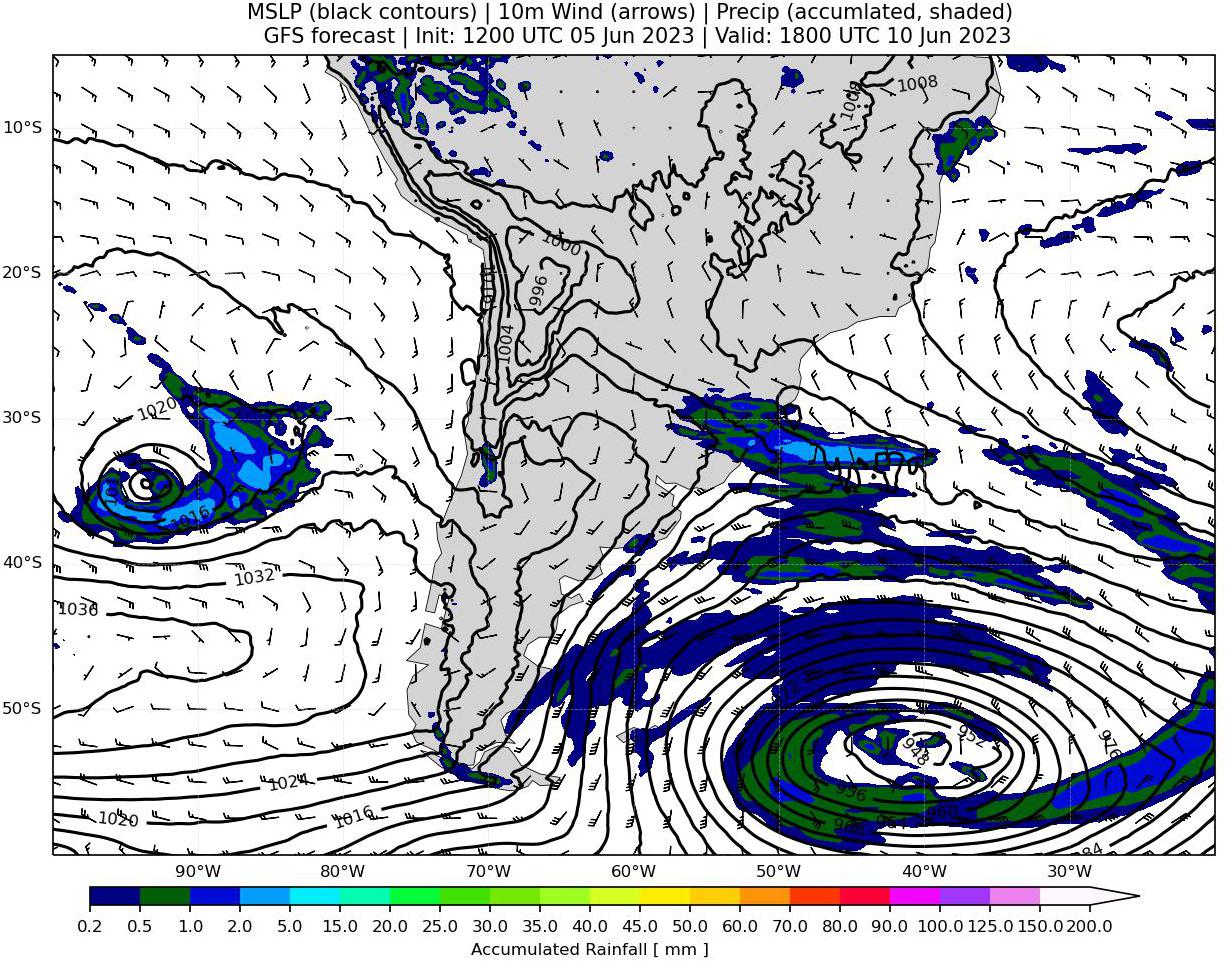 MSLP (black contours) | 10m Wind (arrows) | Precip (accumlated, shaded)
GFS forecast | Init: 1200 UTC 05 Jun 2023 | Valid: 1800 UTC 10 Jun 2023
1008
1008
10°S
1000
1016
996
20°S
1004
1020
30°S
1016
40°S
1032
1036
50°S
972
952
948
976
1024
956
1020
1016
988
964
960
984
90°W
80°W
70°W
60°W
50°W
40°W
30°W
0.2 0.5 1.0 2.0 5.0 10.0 15.0 20.0 25.0 30.0 35.0 40.0 45.0 50.0 60.0 70.0 80.0 90.0 100.0 125.0 150.0 200.0
Accumulated Rainfall [ mm ]